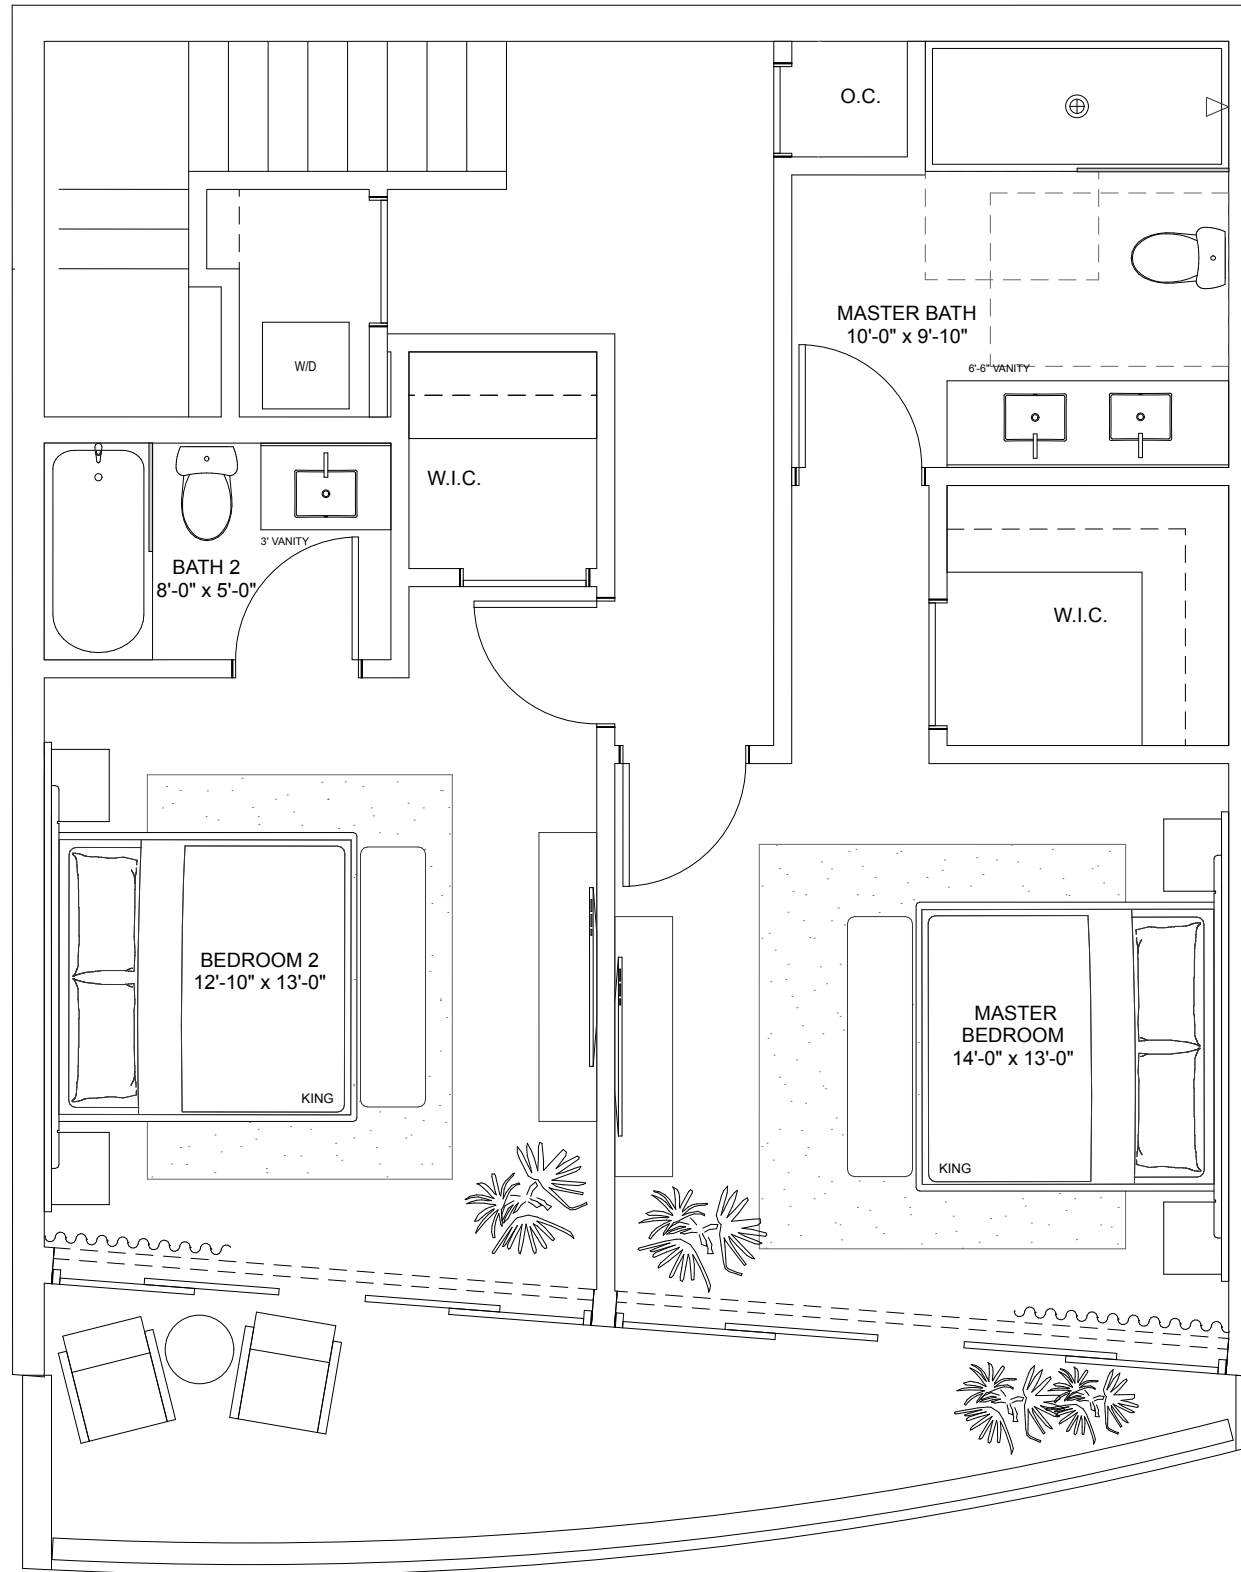 O.C.
MASTER BATH
10'-0" x 9'-10"
W/D
6'-6" VANITY
W.I.C.
3' VANITY
BATH 2
8'-0" x 5'-0"
W.I.C.
BEDROOM 2
12'-10" x 13'-0"
KING
MASTER
BEDROOM
14'-0" x 13'-0"
KING